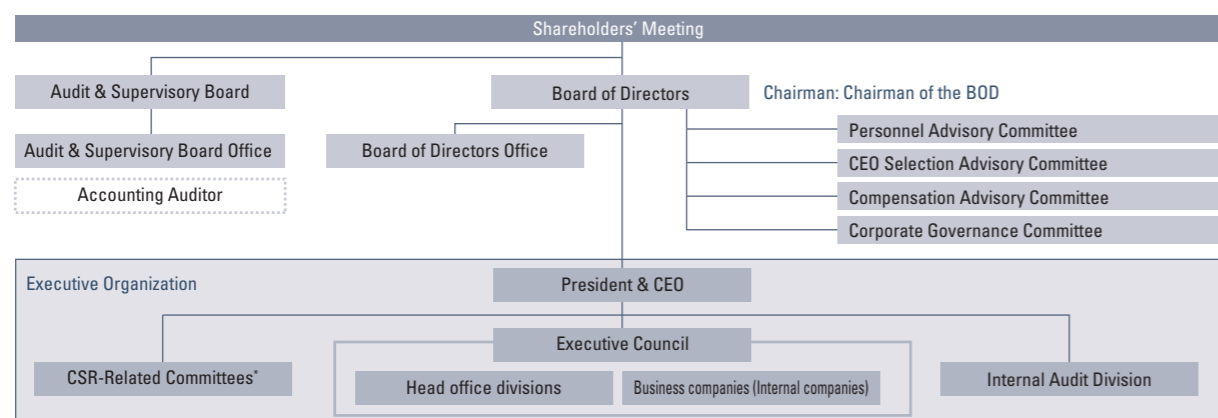 Shareholders' Meeting
Audit & Supervisory Board
Board of Directors
Chairman: Chairman of the BOD
Audit & Supervisory Board Office
Board of Directors Office
Personnel Advisory Committee
CEO Selection Advisory Committee
Accounting Auditor
Compensation Advisory Committee
Corporate Governance Committee
Executive Organization
President & CEO
Executive Council
CSR-Related Committees*
Head office divisions
Business companies (Internal companies)
Internal Audit Division